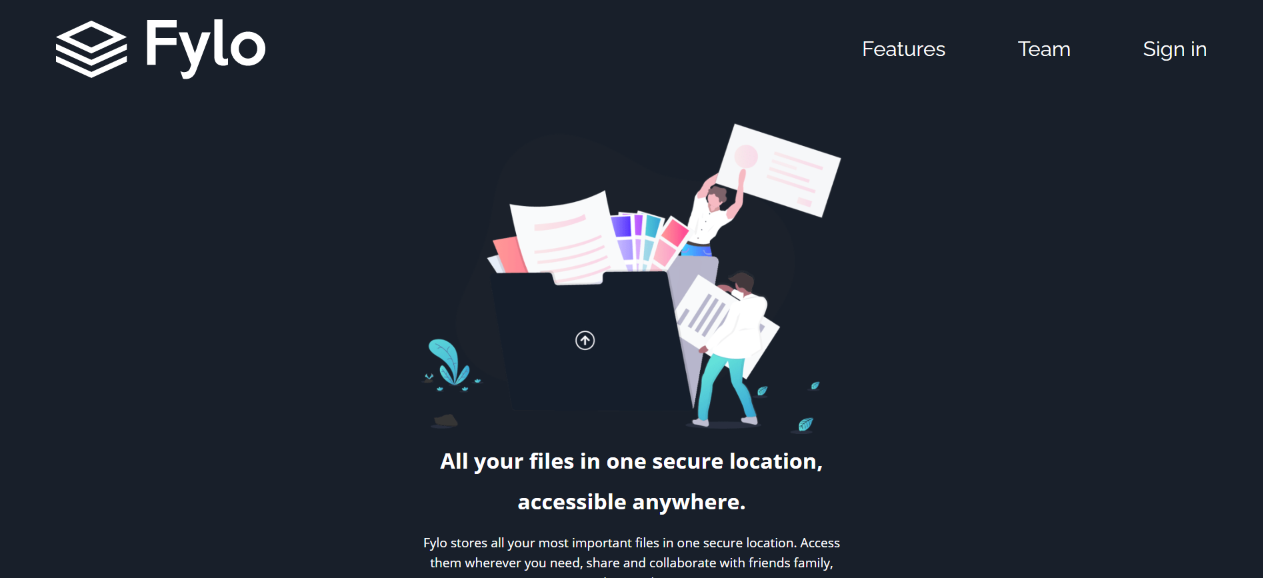 Fylo
Features
Team
Sign in
All your files in one secure location,
accessible anywhere.
Fylo stores all your most important files in one secure location. Access
them wherever you need, share and collaborate with friends family,